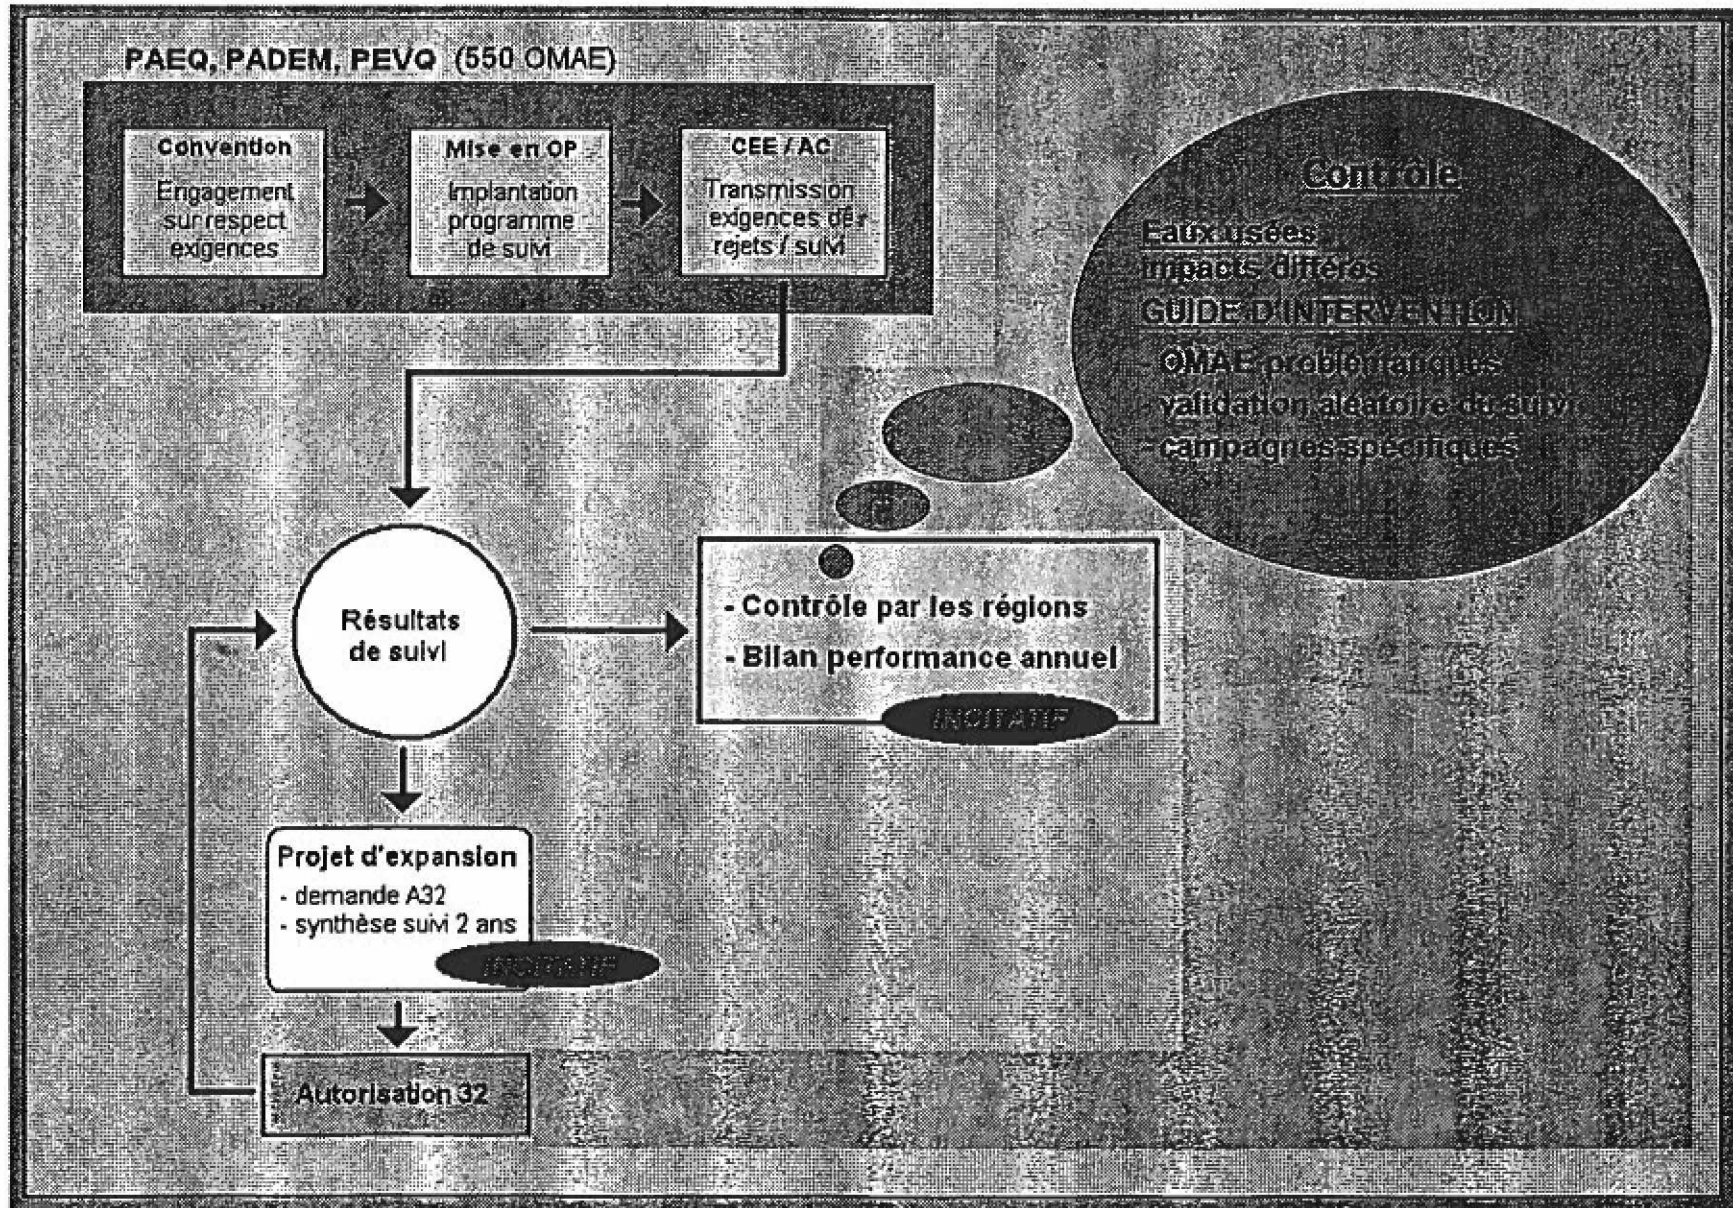 PAEQ, PADEM, PEVQ (550 OMAE)
Convention
Engagement
sur respect
exigences
Mise en OP
Implantation
programme
de suivi
CEE / AC
Transmission
exigences de
rejets / suivi
Contrôle
Eaux usées
Impacts différés
GUIDE D'INTERVENTION
- OMAE problématiques
- validation aléatoire du suivi
- campagnes spécifiques
Résultats
de suivi
- Contrôle par les régions
- Bilan performance annuel
INCITATIF
Projet d'expansion
- demande A32
- synthèse suivi 2 ans
INCITATIF
Autorisation 32